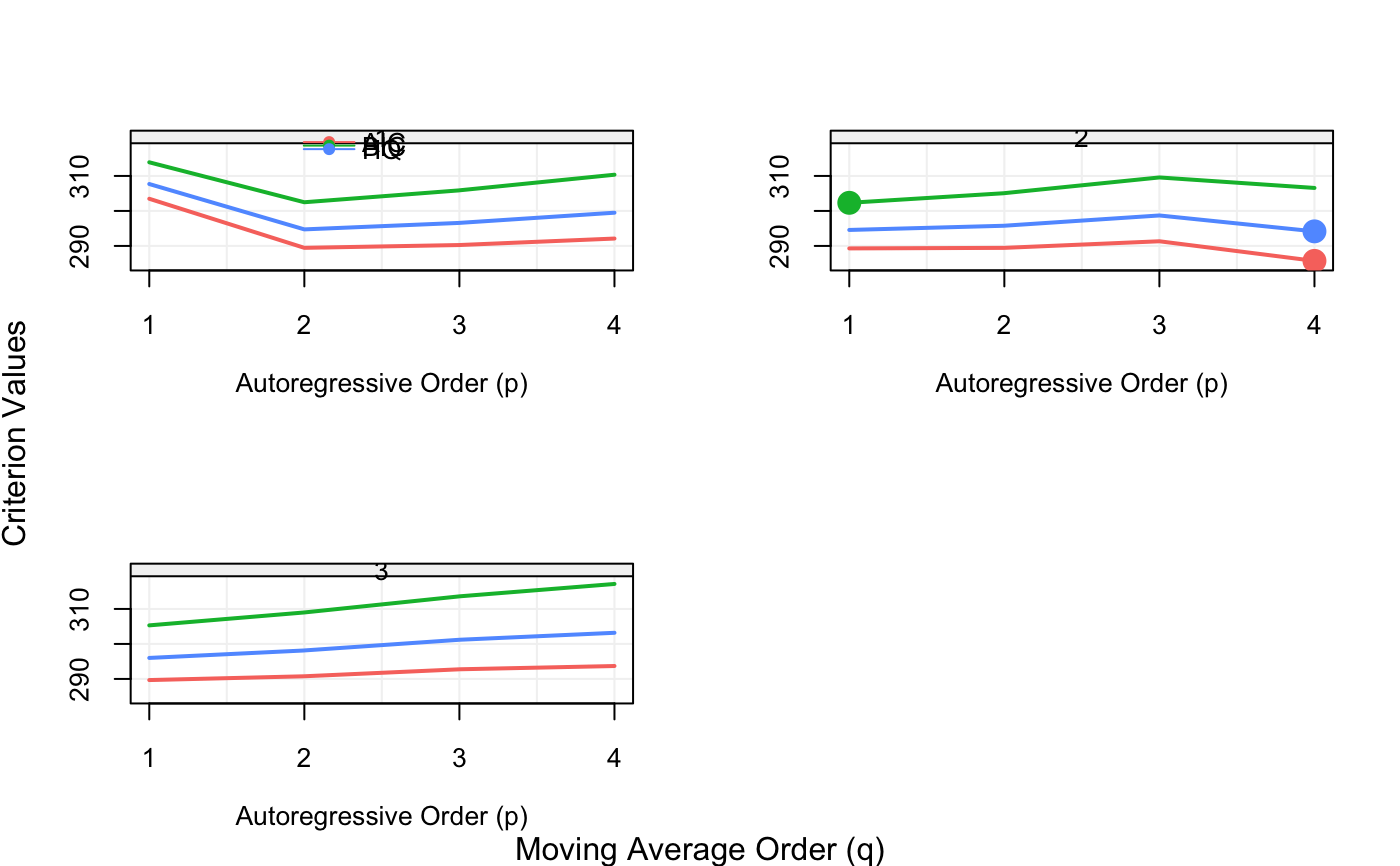 1
AIC
BIC
HQ
310
290
1 2 3 4
Autoregressive Order (p)
2
310
290
1 2 3 4
Autoregressive Order (p)
Criterion Values
3
310
290
1 2 3 4
Autoregressive Order (p)
Moving Average Order (q)